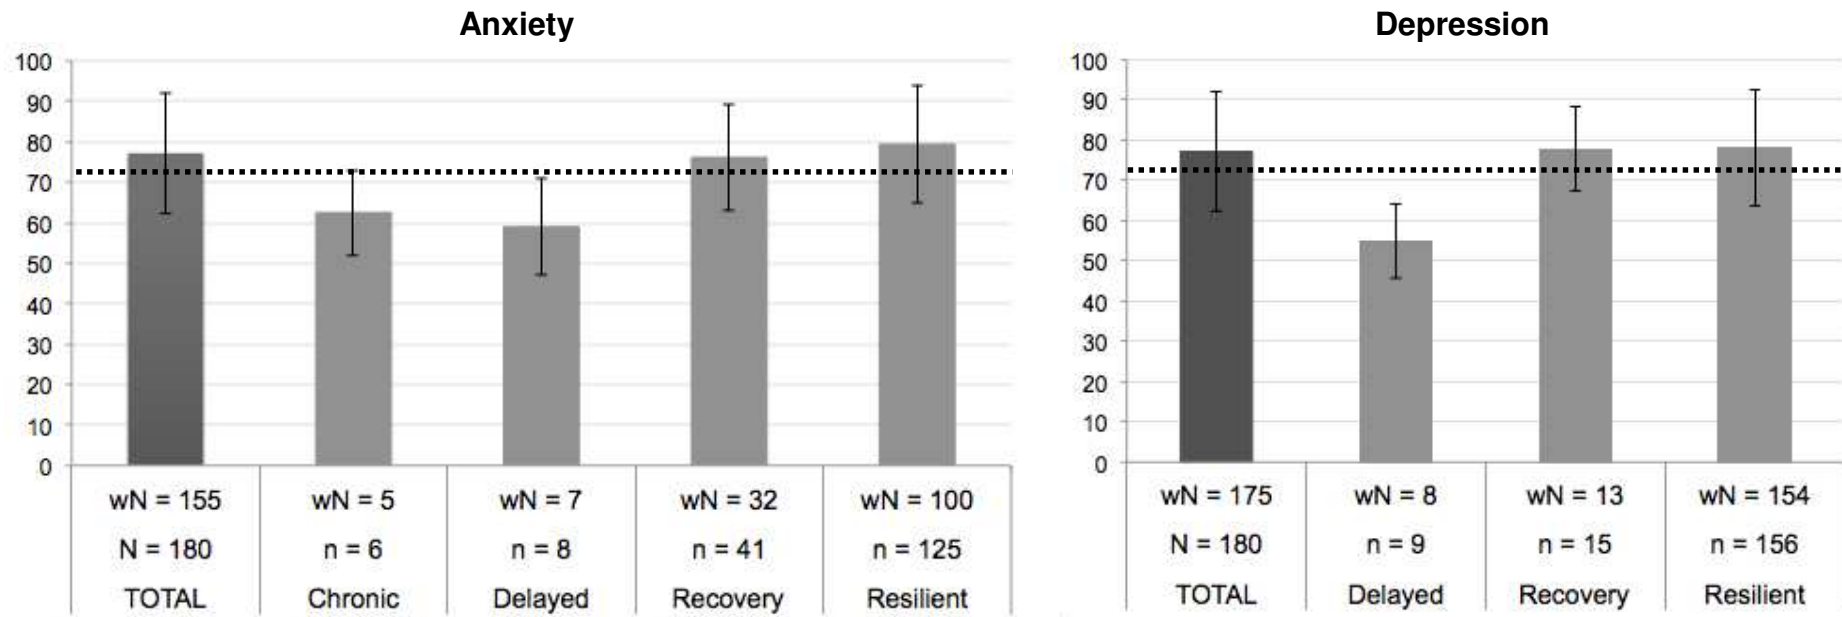 Anxiety
100
90
80
70
60
50
40
30
20
10
0
wN = 155 wN = 5 wN = 7 wN = 32 wN = 100
N = 180 n = 6 n = 8 n = 41 n = 125
TOTAL Chronic Delayed Recovery Resilient
Depression
100
90
80
70
60
50
40
30
20
10
0
wN = 175 wN = 8 wN = 13 wN = 154
N = 180 n = 9 n = 15 n = 156
TOTAL Delayed Recovery Resilient